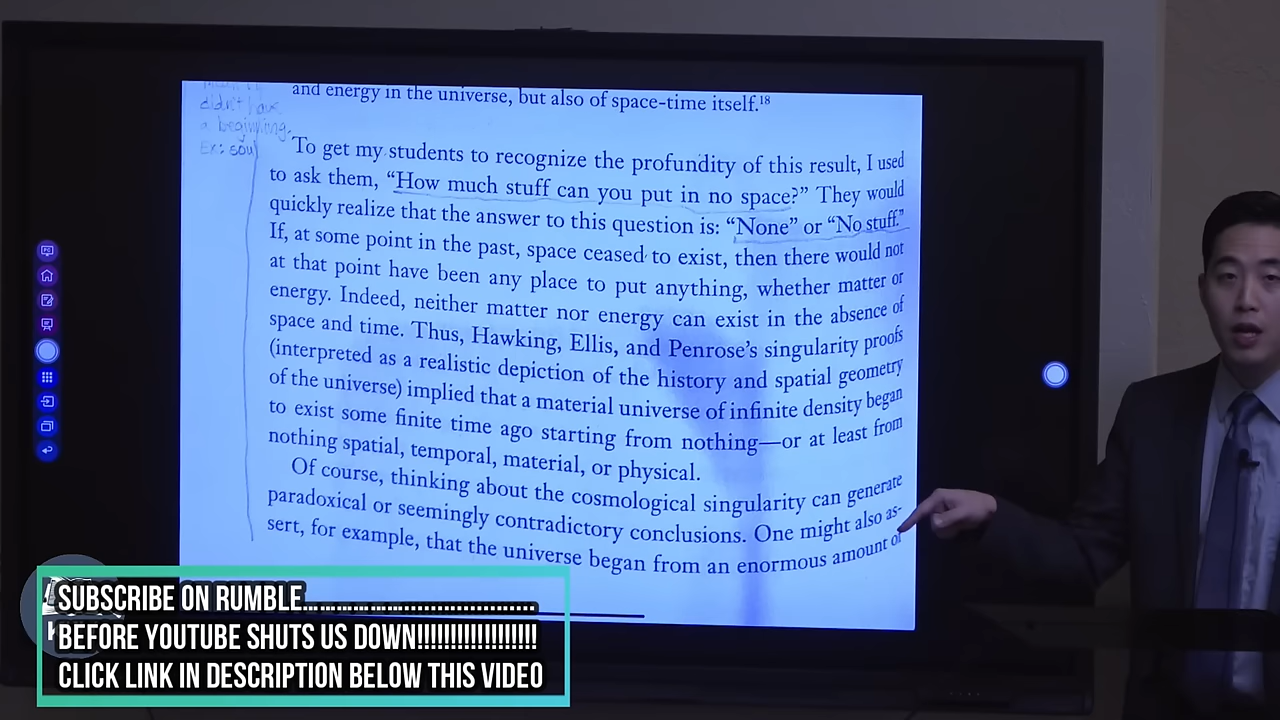 didn't have
a beginning.
Ex: soul
and energy in the universe, but also of space-time itself.18
To get my students to recognize the profundity of this result, I used
to ask them, “How much stuff can you put in no space?” They would
quickly realize that the answer to this question is: “None” or “No stuff.”
If, at some point in the past, space ceased to exist, then there would not
at that point have been any place to put anything, whether matter or
energy. Indeed, neither matter nor energy can exist in the absence of
space and time. Thus, Hawking, Ellis, and Penrose’s singularity proofs
(interpreted as a realistic depiction of the history and spatial geometry
of the universe) implied that a material universe of infinite density began
to exist some finite time ago starting from nothing—or at least from
nothing spatial, temporal, material, or physical.
Of course, thinking about the cosmological singularity can generate
paradoxical or seemingly contradictory conclusions. One might also as-
sert, for example, that the universe began from an enormous amount of
SUBSCRIBE ON RUMBLE.......................................
BEFORE YOUTUBE SHUTS US DOWN!!!!!!!!!!!!!!!!!!!
CLICK LINK IN DESCRIPTION BELOW THIS VIDEO